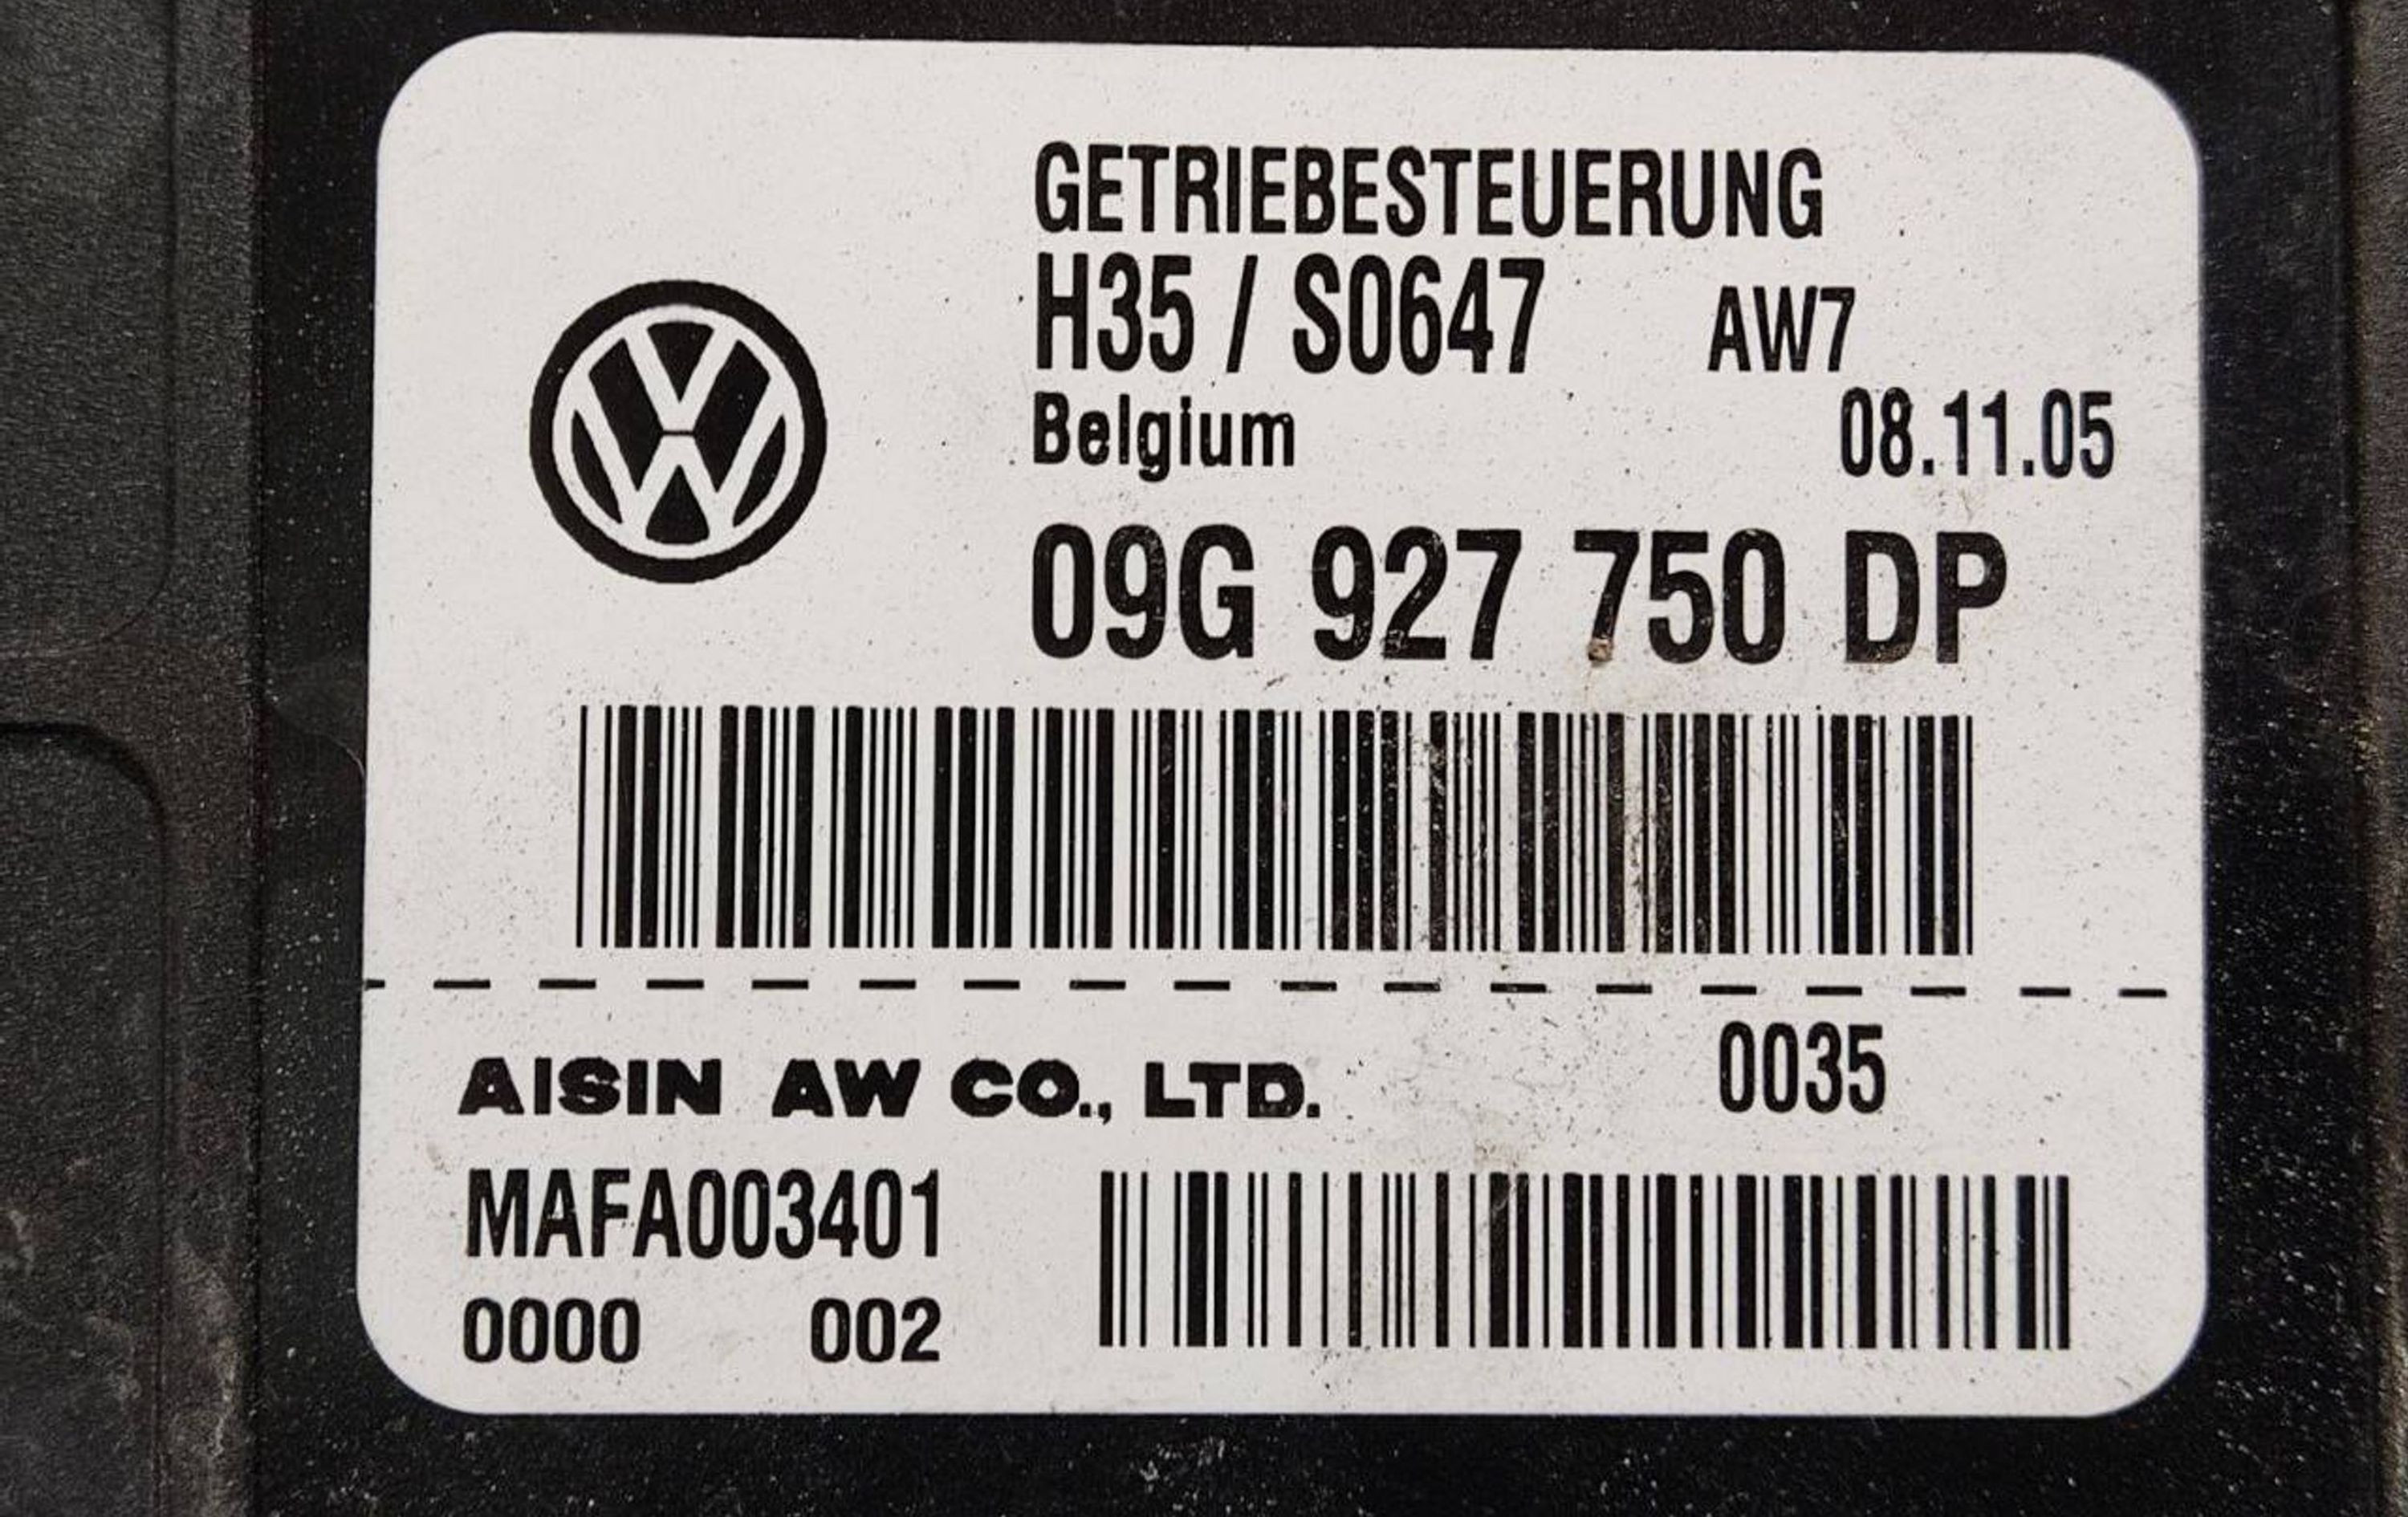 GETRIEBESTEUERUNG
H35 / S0647 AW7
Belgium 08.11.05
09G 927 750 DP
AISIN AW CO., LTD. 0035
MAFA003401
0000 002